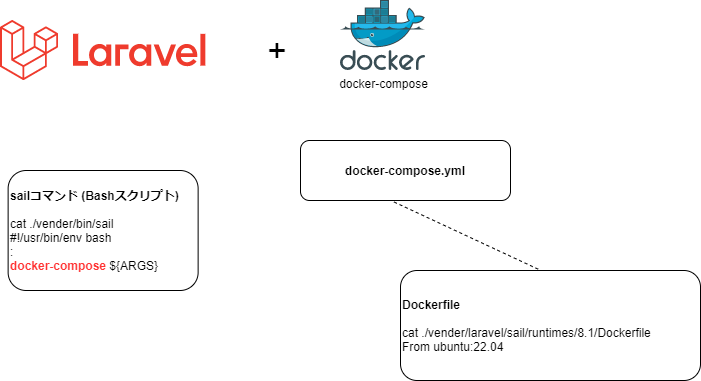 Laravel
+
docker
docker-compose
docker-compose.yml
sailコマンド (Bashスクリプト)
cat ./vender/bin/sail
#!/usr/bin/env bash
:
docker-compose ${ARGS}
Dockerfile
cat ./vender/laravel/sail/runtimes/8.1/Dockerfile
From ubuntu:22.04